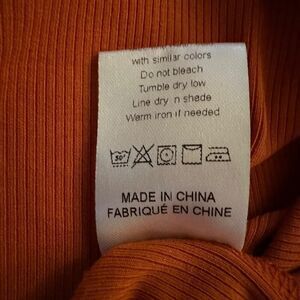 with similar colors
Do not bleach
Tumble dry low
Line dry in shade
Warm iron if needed
30°
MADE IN CHINA
FABRIQUÉ EN CHINE